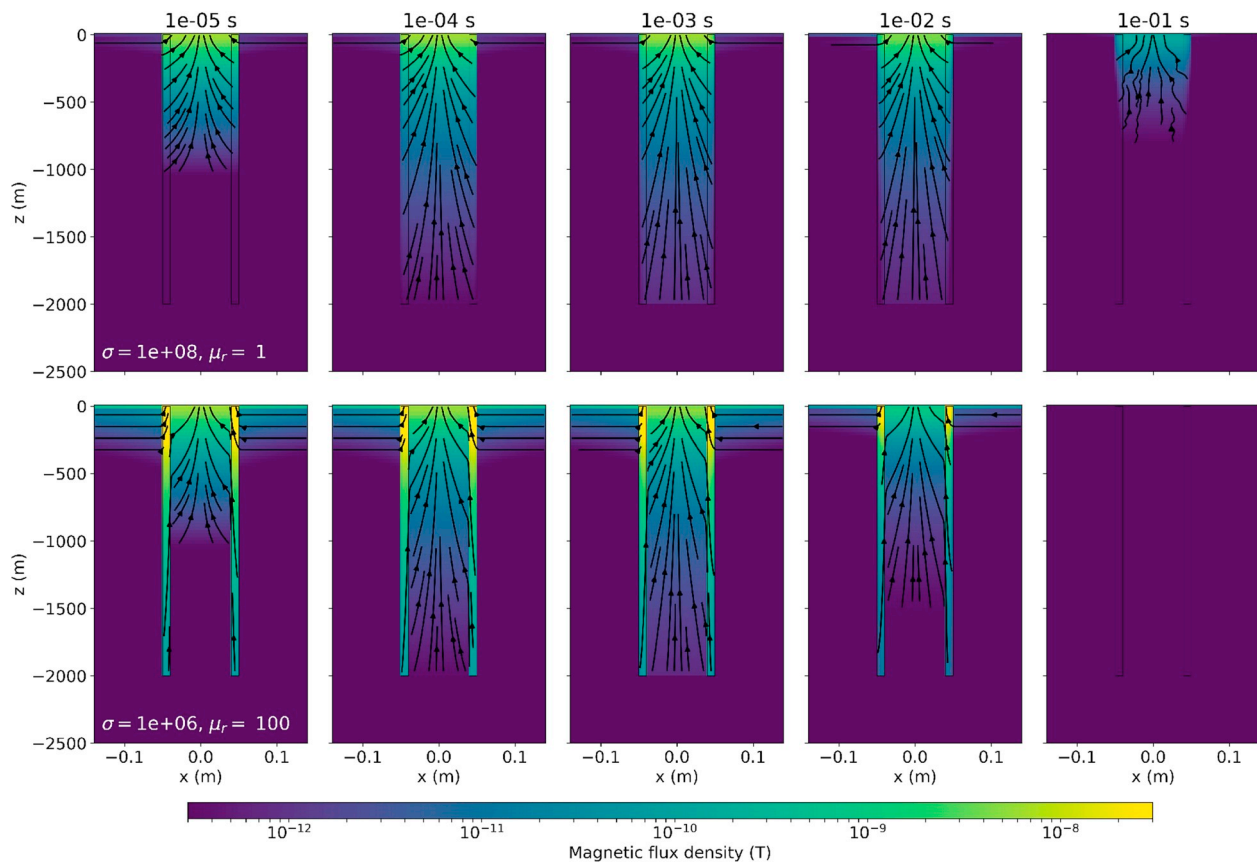 1e-05 s 1e-04 s 1e-03 s 1e-02 s 1e-01 s
0
−500
−1000
−1500
−2000
−2500
z (m)
σ = 1e+08, μr = 1
0
−500
−1000
−1500
−2000
−2500
z (m)
σ = 1e+06, μr = 100
−0.1 0.0 0.1 −0.1 0.0 0.1 −0.1 0.0 0.1 −0.1 0.0 0.1 −0.1 0.0 0.1
x (m) x (m) x (m) x (m) x (m)
10⁻¹² 10⁻¹¹ 10⁻¹⁰ 10⁻⁹ 10⁻⁸
Magnetic flux density (T)